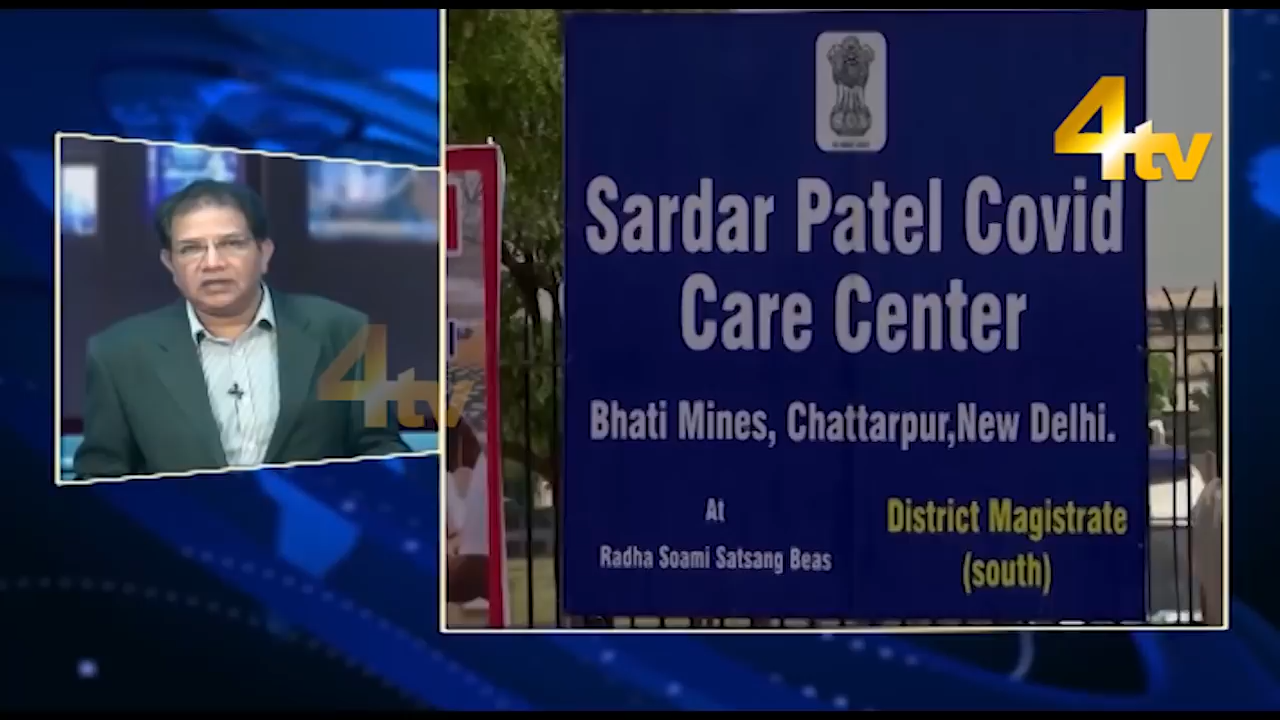 4tv
Sardar Patel Covid
Care Center
Bhati Mines, Chattarpur,New Delhi.
At
Radha Soami Satsang Beas
District Magistrate
(south)
4tv